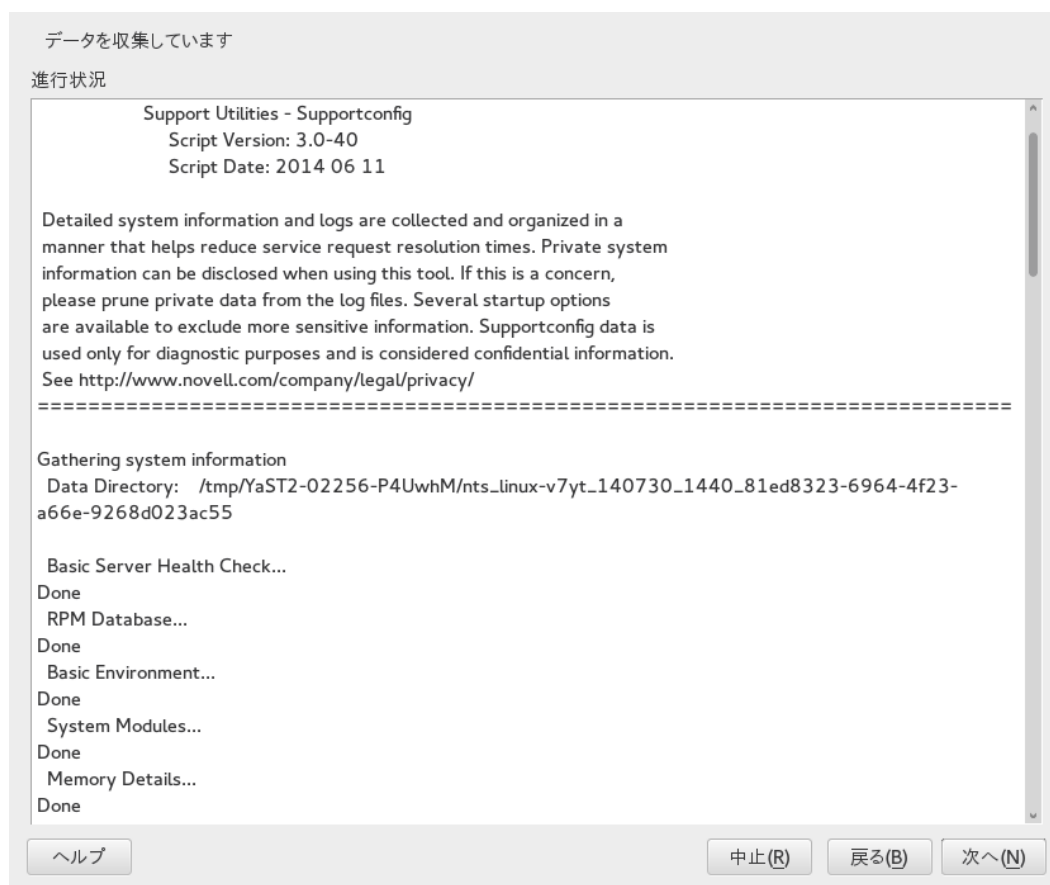 データを収集しています
進行状況
Support Utilities - Supportconfig
Script Version: 3.0-40
Script Date: 2014 06 11
Detailed system information and logs are collected and organized in a
manner that helps reduce service request resolution times. Private system
information can be disclosed when using this tool. If this is a concern,
please prune private data from the log files. Several startup options
are available to exclude more sensitive information. Supportconfig data is
used only for diagnostic purposes and is considered confidential information.
See http://www.novell.com/company/legal/privacy/
=============================================================================
Gathering system information
Data Directory: /tmp/YaST2-02256-P4UwhM/nts_linux-v7yt_140730_1440_81ed8323-6964-4f23-
a66e-9268d023ac55
Basic Server Health Check...
Done
RPM Database...
Done
Basic Environment...
Done
System Modules...
Done
Memory Details...
Done
ヘルプ 中止(R) 戻る(B) 次へ(N)